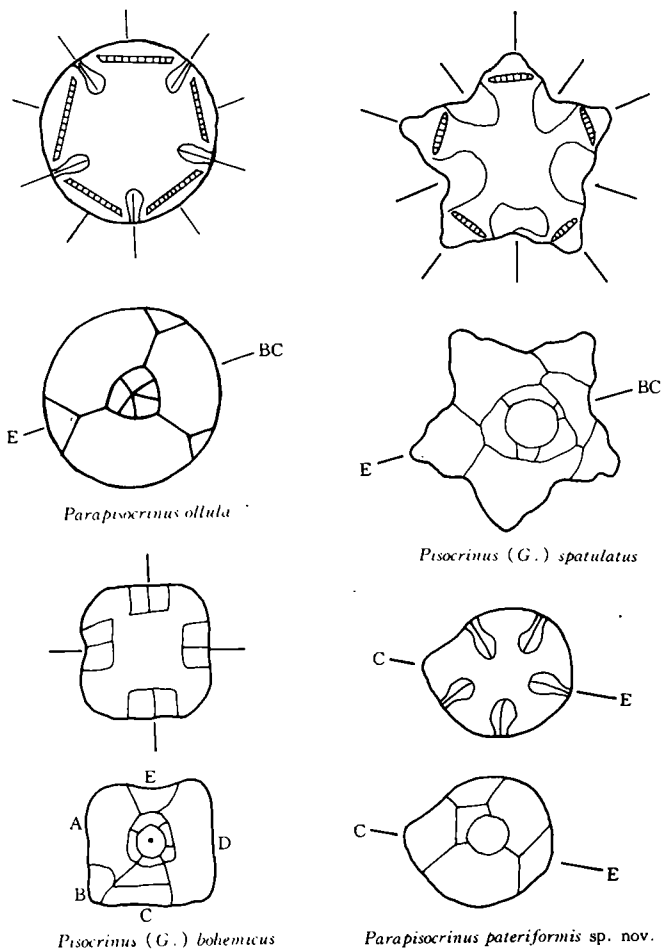 BC
E
Parapisocrinus ollula
BC
E
Pisocrinus (G.) spatulatus
E
A
D
B
C
Pisocrinus (G.) bohemicus
C
E
C
E
Parapisocrinus pateriformis sp. nov.